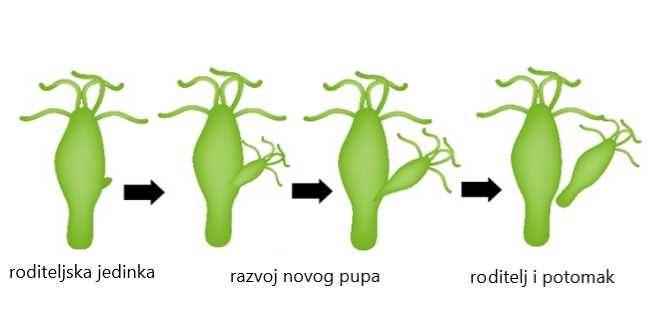 roditeljska jedinka
razvoj novog pupa
roditelj i potomak